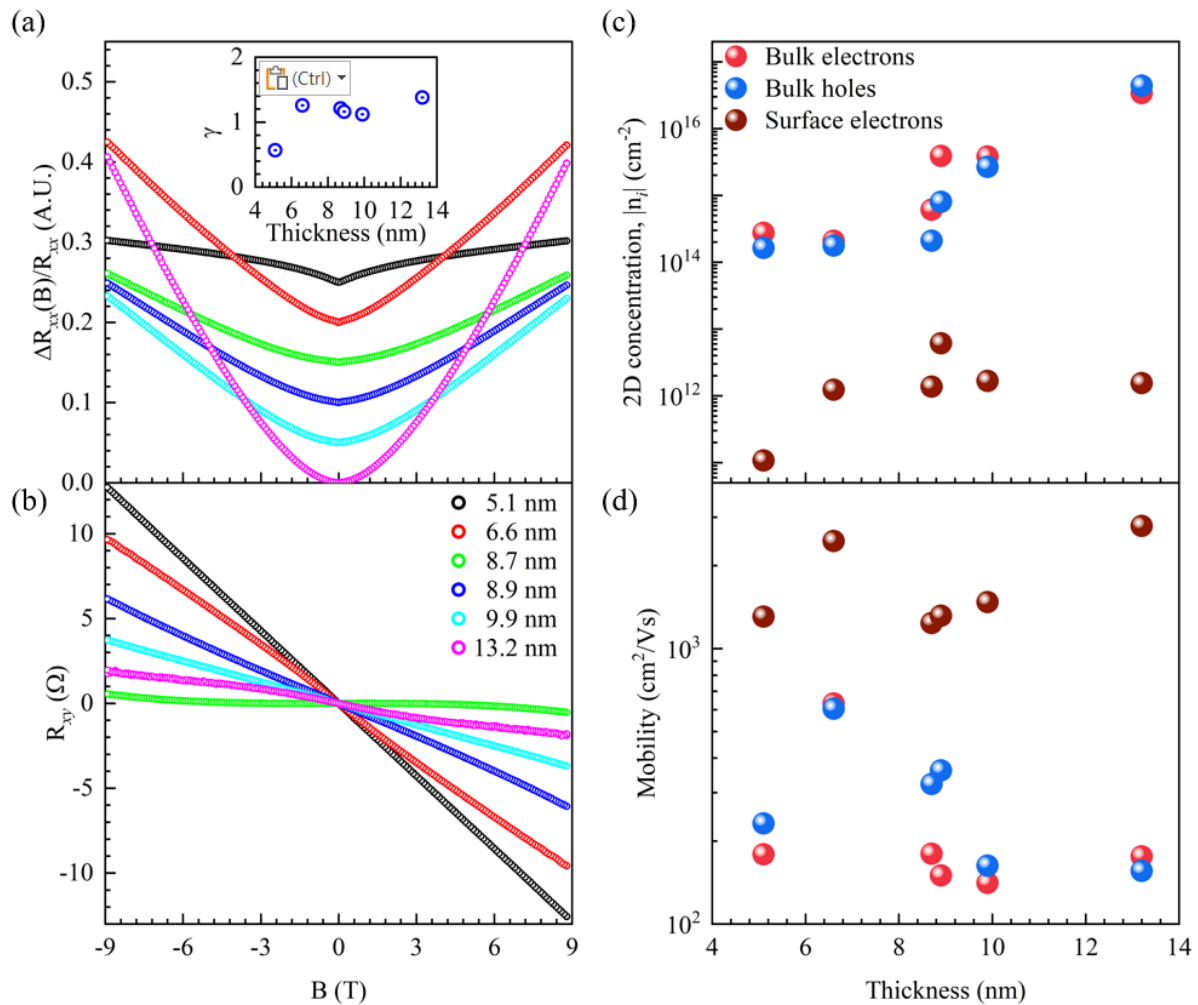 (a)
0.5
0.4
0.3
0.2
0.1
0.0
ΔRxx(B)/Rxx (A.U.)
2
1
0
γ
(Ctrl)
4 6 8 10 12 14
Thickness (nm)
(b)
10
5
0
-5
-10
Rxy (Ω)
5.1 nm
6.6 nm
8.7 nm
8.9 nm
9.9 nm
13.2 nm
-9 -6 -3 0 3 6 9
B (T)
(c)
Bulk electrons
Bulk holes
Surface electrons
10^16
10^14
10^12
2D concentration, |ni| (cm^-2)
(d)
10^3
10^2
Mobility (cm^2/Vs)
4 6 8 10 12 14
Thickness (nm)